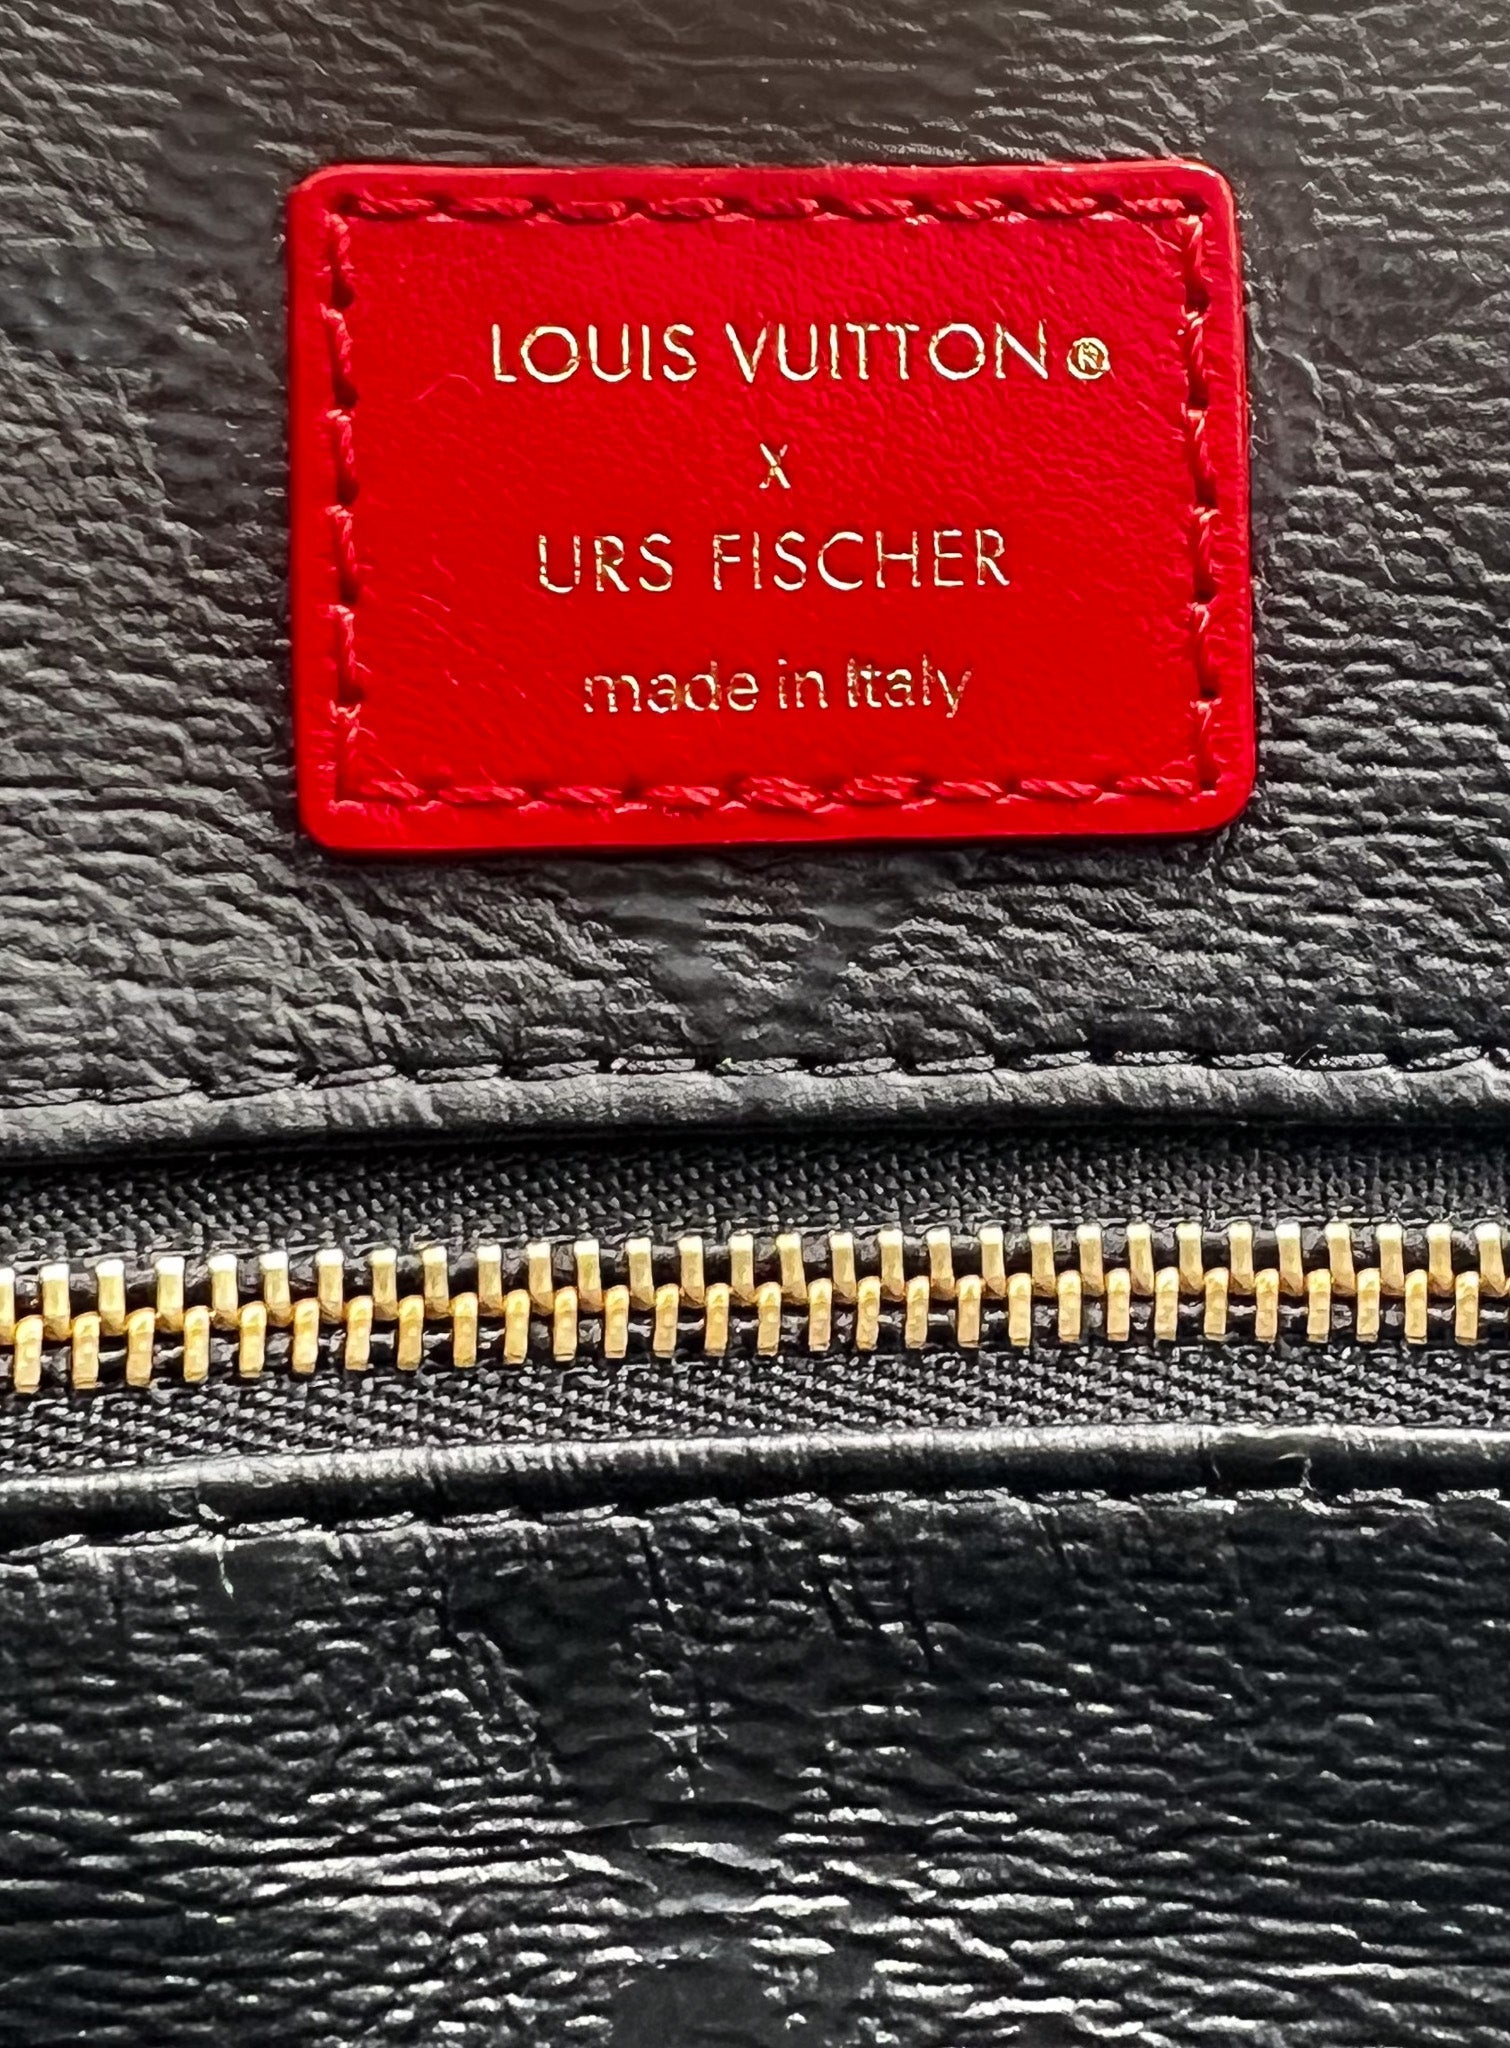 LOUIS VUITTON®
X
URS FISCHER
made in Italy